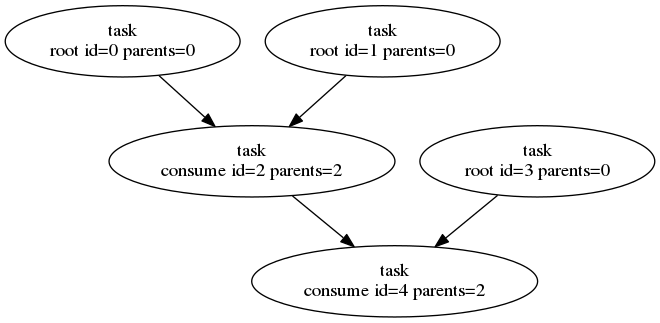 task
root id=0 parents=0
task
root id=1 parents=0
task
consume id=2 parents=2
task
root id=3 parents=0
task
consume id=4 parents=2